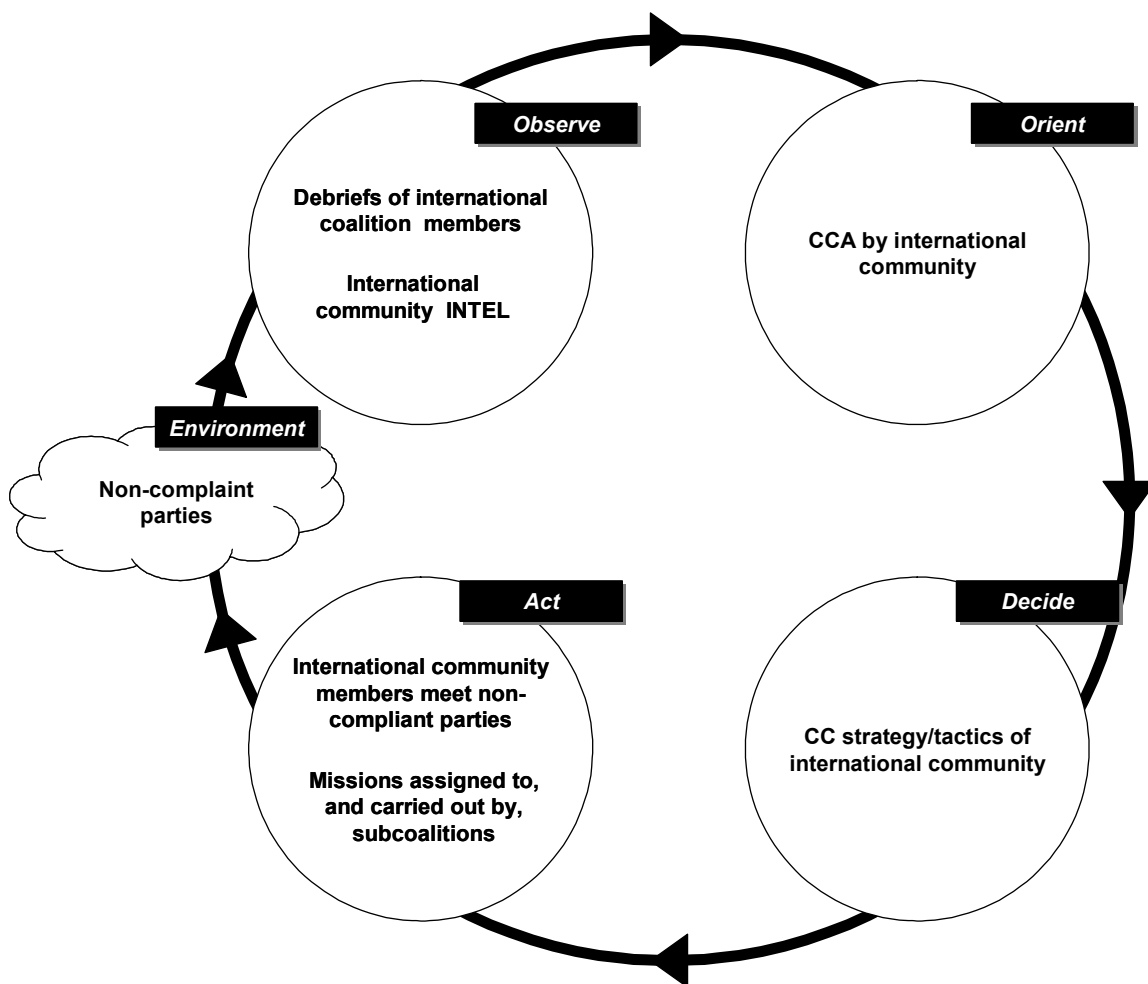 Observe
Debriefs of international
coalition members
International
community INTEL
Orient
CCA by international
community
Decide
CC strategy/tactics of
international community
Act
International community
members meet non-
compliant parties
Missions assigned to,
and carried out by,
subcoalitions
Environment
Non-complaint
parties